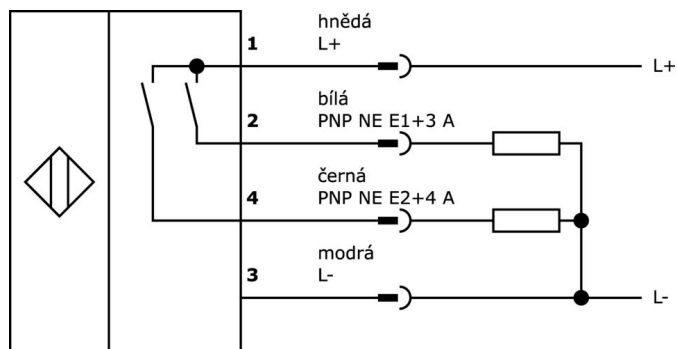 hnědá
1 L+
L+
bílá
2 PNP NE E1+3 A
černá
4 PNP NE E2+4 A
modrá
3 L-
L-